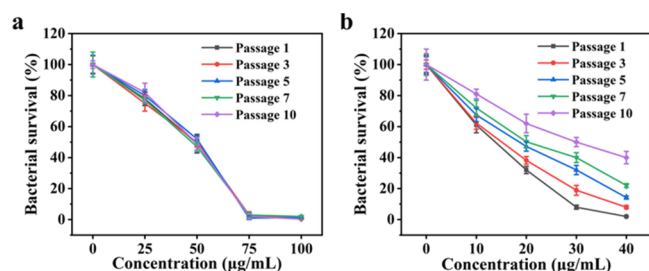 a
Bacterial survival (%)
120
100
80
60
40
20
0
Passage 1
Passage 3
Passage 5
Passage 7
Passage 10
0 25 50 75 100
Concentration (μg/mL)
b
Bacterial survival (%)
120
100
80
60
40
20
0
Passage 1
Passage 3
Passage 5
Passage 7
Passage 10
0 10 20 30 40
Concentration (μg/mL)